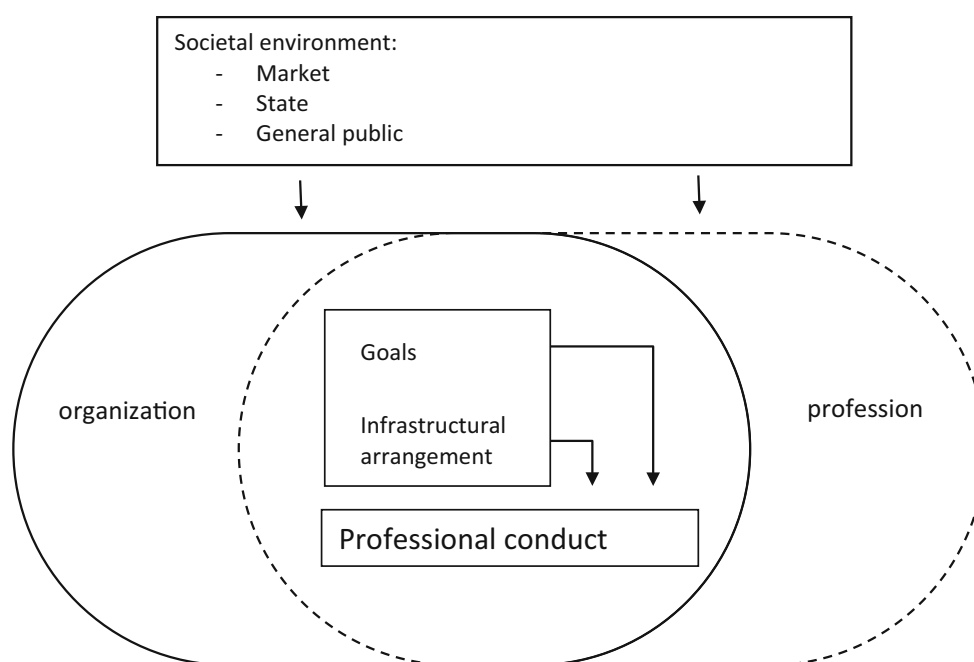 Societal environment:
- Market
- State
- General public
Goals
organization
profession
Infrastructural
arrangement
Professional conduct